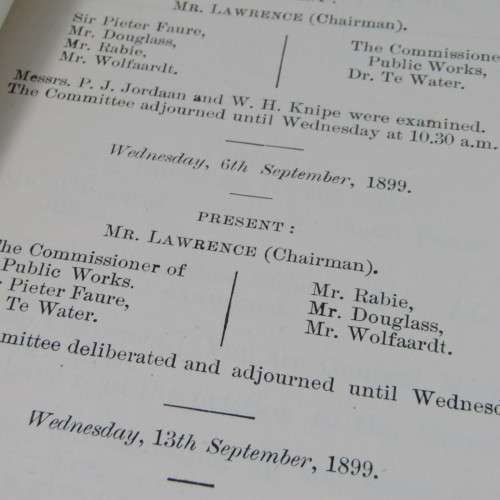 MR. LAWRENCE (Chairman).
Sir Pieter Faure,
Mr. Douglass,
Mr. Rabie,
Mr. Wolfaardt.
The Commissione
Public Works,
Dr. Te Water.
Messrs. P. J. Jordaan and W. H. Knipe were examined.
The Committee adjourned until Wednesday at 10.30 a.m.
Wednesday, 6th September, 1899.
PRESENT:
MR. LAWRENCE (Chairman).
he Commissioner of
Public Works.
Pieter Faure,
Te Water.
Mr. Rabie,
Mr. Douglass,
Mr. Wolfaardt.
mittee deliberated and adjourned until Wednesd
Wednesday, 13th September, 1899.